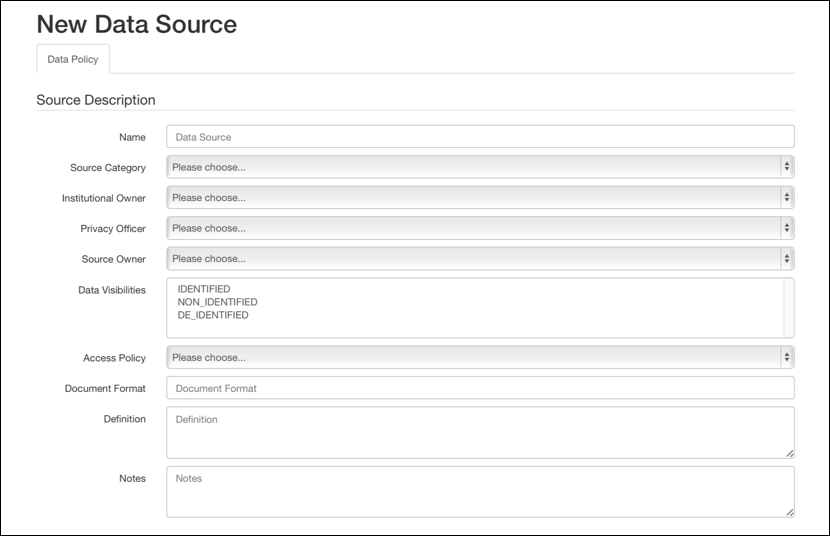 New Data Source
Data Policy
Source Description
Name Data Source
Source Category Please choose...
Institutional Owner Please choose...
Privacy Officer Please choose...
Source Owner Please choose...
Data Visibilities IDENTIFIED
NON_IDENTIFIED
DE_IDENTIFIED
Access Policy Please choose...
Document Format Document Format
Definition Definition
Notes Notes